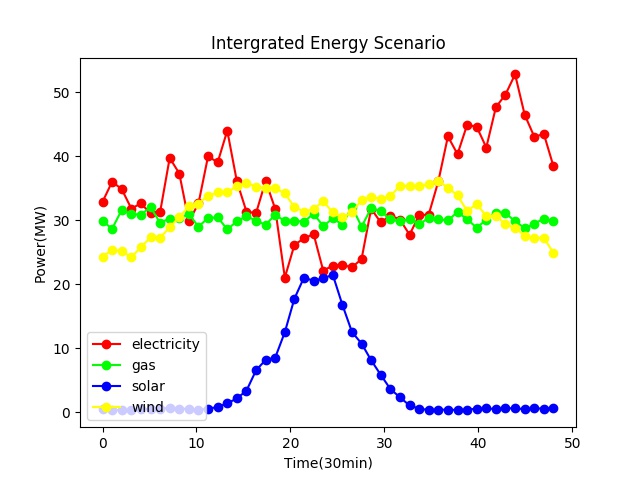 Intergrated Energy Scenario
Power(MW)
50
40
30
20
10
0
electricity
gas
solar
wind
0 10 20 30 40 50
Time(30min)